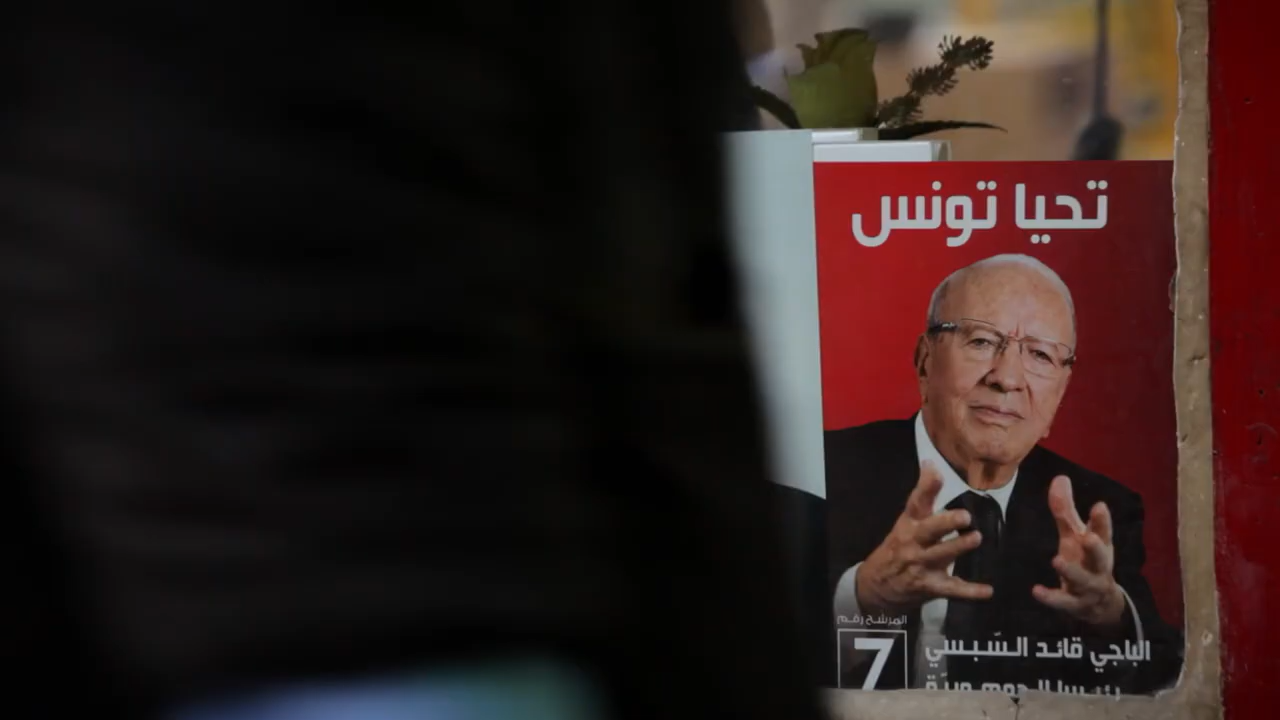 تحيا تونس
المرشح رقم
7
الباجي قائد السّبسي